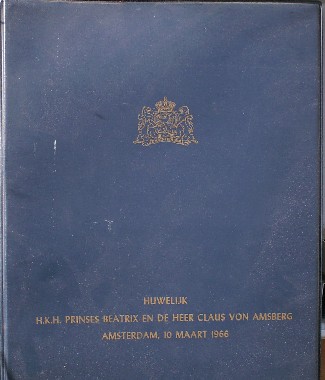 HUWELIJK
H.K.H. PRINSES BEATRIX EN DE HEER CLAUS VON AMSBERG
AMSTERDAM, 10 MAART 1966